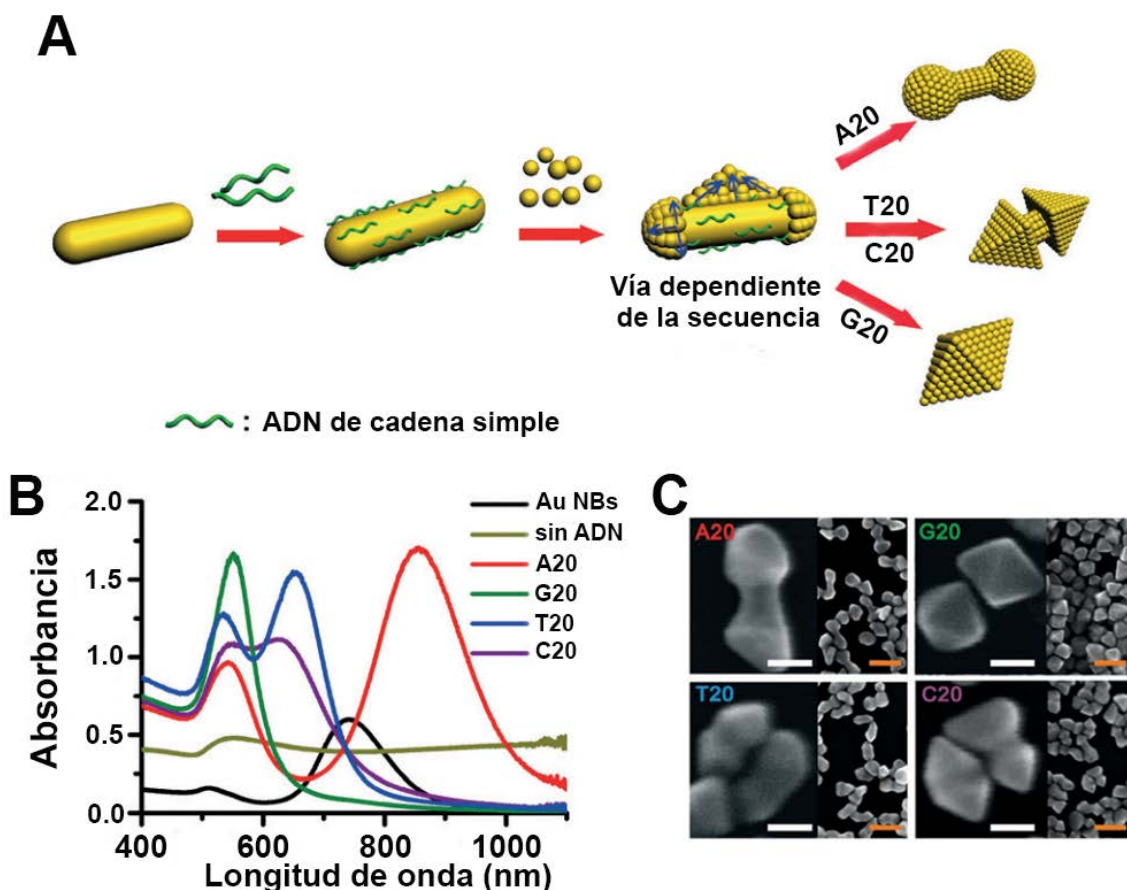 A
A20
T20
C20
G20
Vía dependiente
de la secuencia
: ADN de cadena simple
B
Absorbancia
2.0
1.5
1.0
0.5
0.0
400
600
800
1000
Longitud de onda (nm)
Au NBs
sin ADN
A20
G20
T20
C20
C
A20
G20
T20
C20